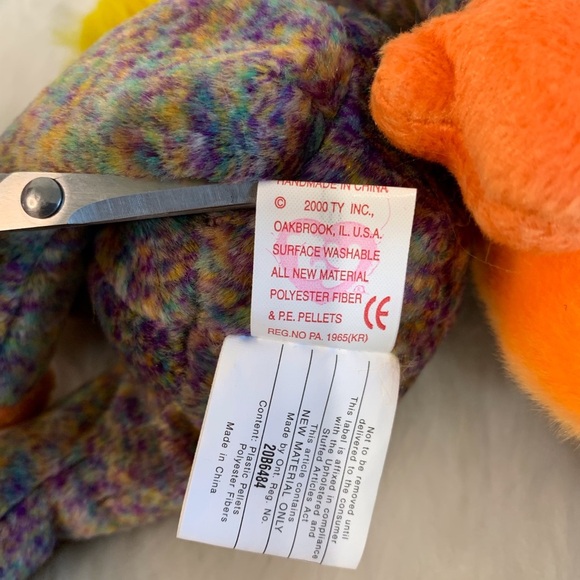 HANDMADE IN CHINA
© 2000 TY INC.,
OAKBROOK, IL. U.S.A.
SURFACE WASHABLE
ALL NEW MATERIAL
POLYESTER FIBER
& P.E. PELLETS CE
REG.NO PA. 1965(KR)
Not to be removed until
delivered to the consumer
This label is affixed in compliance
with the Upholstered and
Stuffed Articles Act
This article contains
NEW MATERIAL ONLY
Made by Ont. Reg. No.
20B6484
Content: Plastic Pellets
Polyester Fibers
Made in China